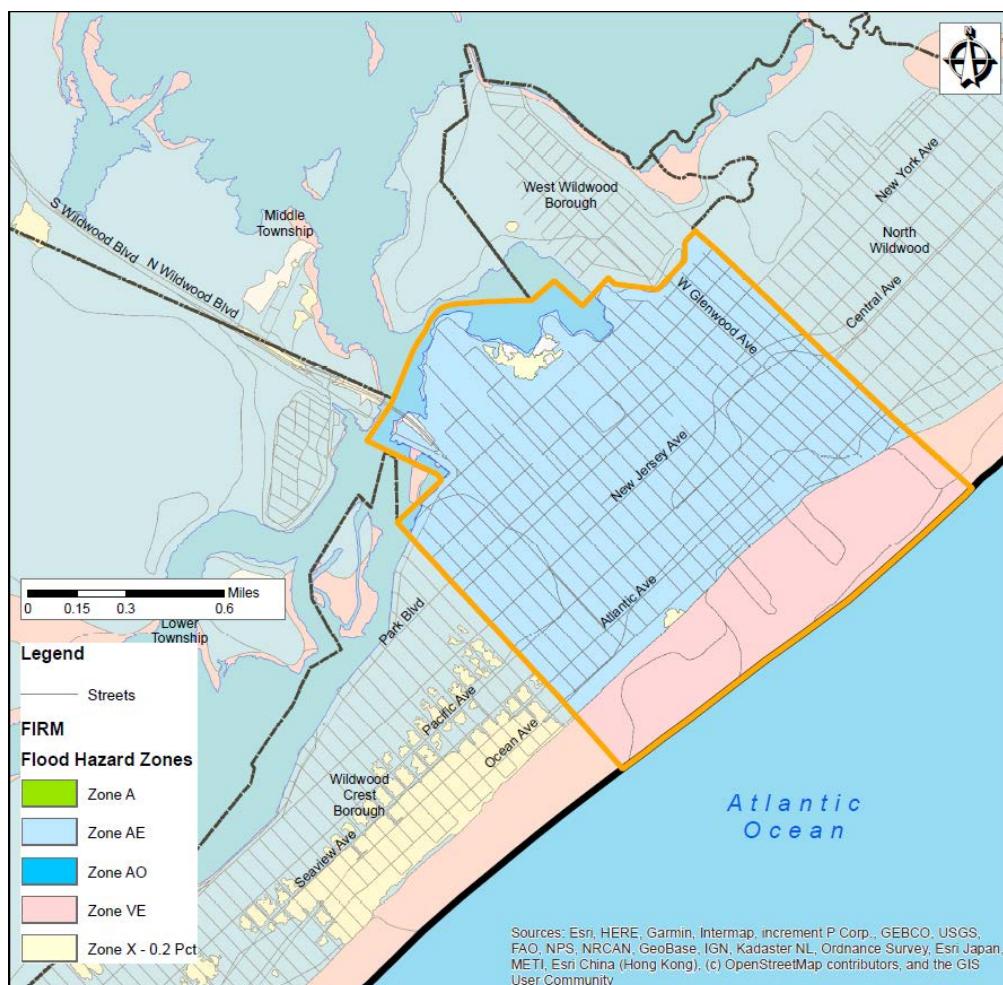 N
New York Ave
West Wildwood
Borough
North
Wildwood
Middle
Township
S Wildwood Blvd
N Wildwood Blvd
W Glenwood Ave
Central Ave
New Jersey Ave
Atlantic Ave
Miles
0 0.15 0.3 0.6
Lower
Township
Park Blvd
Pacific Ave
Ocean Ave
Wildwood
Crest
Borough
Seaview Ave
Atlantic
Ocean
Legend
Streets
FIRM
Flood Hazard Zones
Zone A
Zone AE
Zone AO
Zone VE
Zone X - 0.2 Pct
Sources: Esri, HERE, Garmin, Intermap, increment P Corp., GEBCO, USGS,
FAO, NPS, NRCAN, GeoBase, IGN, Kadaster NL, Ordnance Survey, Esri Japan,
METI, Esri China (Hong Kong), (c) OpenStreetMap contributors, and the GIS
User Community